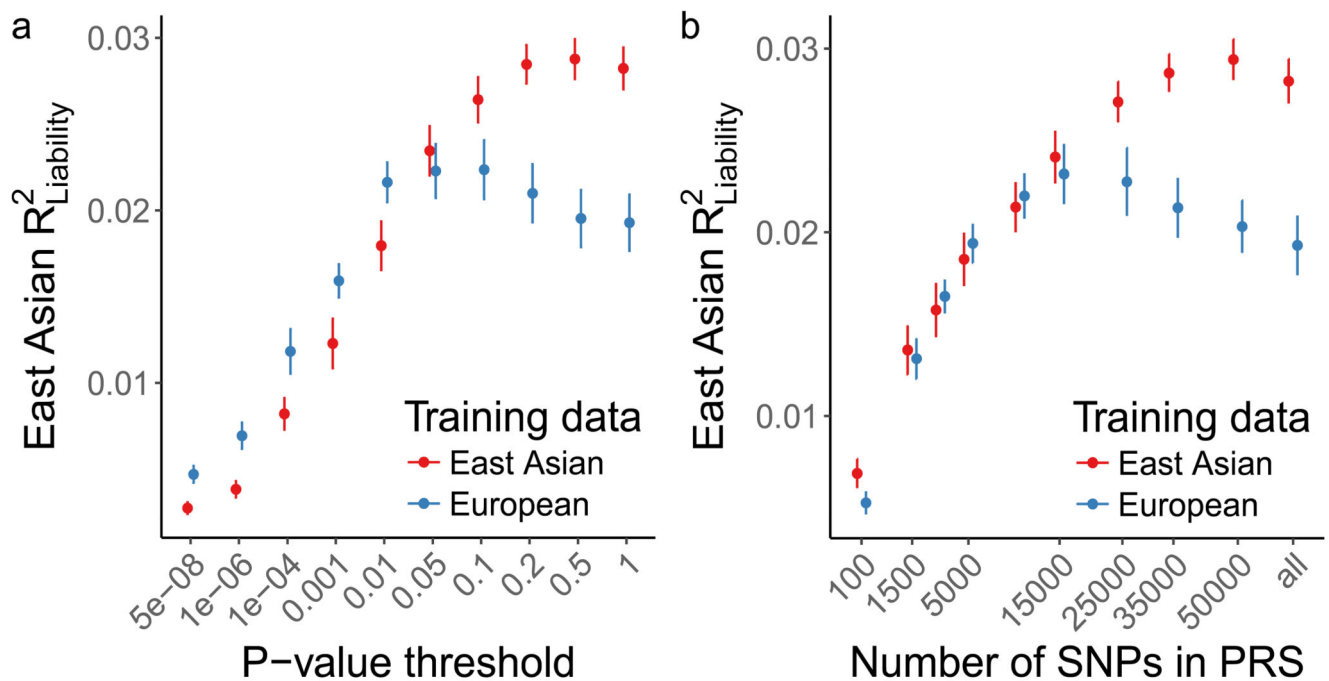 a
East Asian R²Liability
0.03
0.02
0.01
Training data
East Asian
European
5e−08
1e−06
1e−04
0.001
0.01
0.05
0.1
0.2
0.5
1
P−value threshold
b
East Asian R²Liability
0.03
0.02
0.01
Training data
East Asian
European
100
1500
5000
15000
25000
35000
500000
all
Number of SNPs in PRS